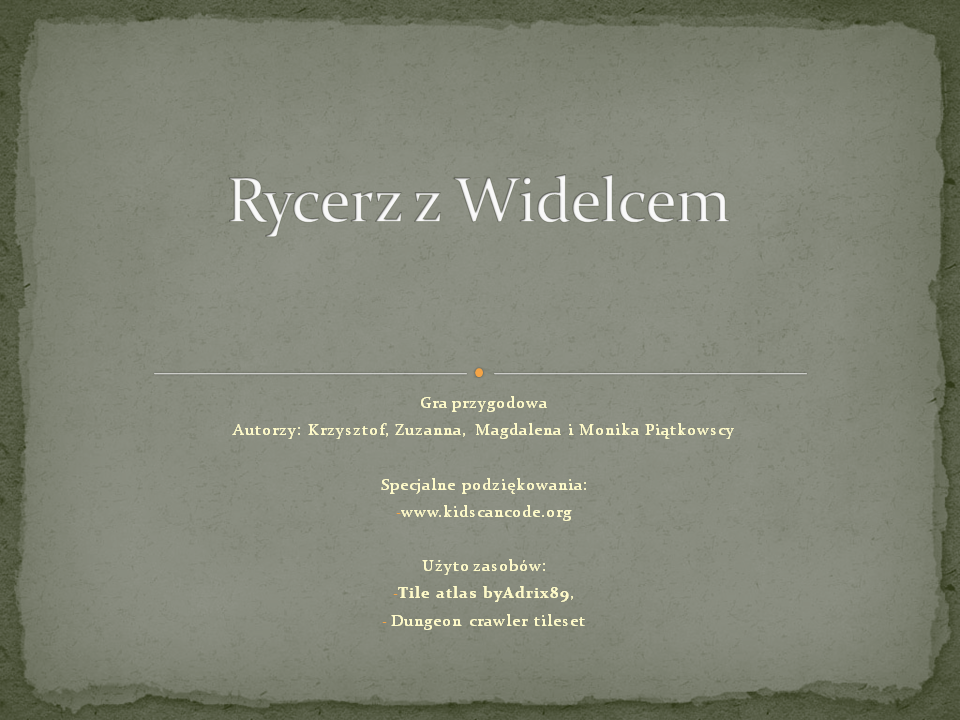 Rycerz z Widelcem
Gra przygodowa
Autorzy: Krzysztof, Zuzanna, Magdalena i Monika Piątkowscy
Specjalne podziękowania:
-www.kidscancode.org
Użyto zasobów:
-Tile atlas byAdrix89,
- Dungeon crawler tileset